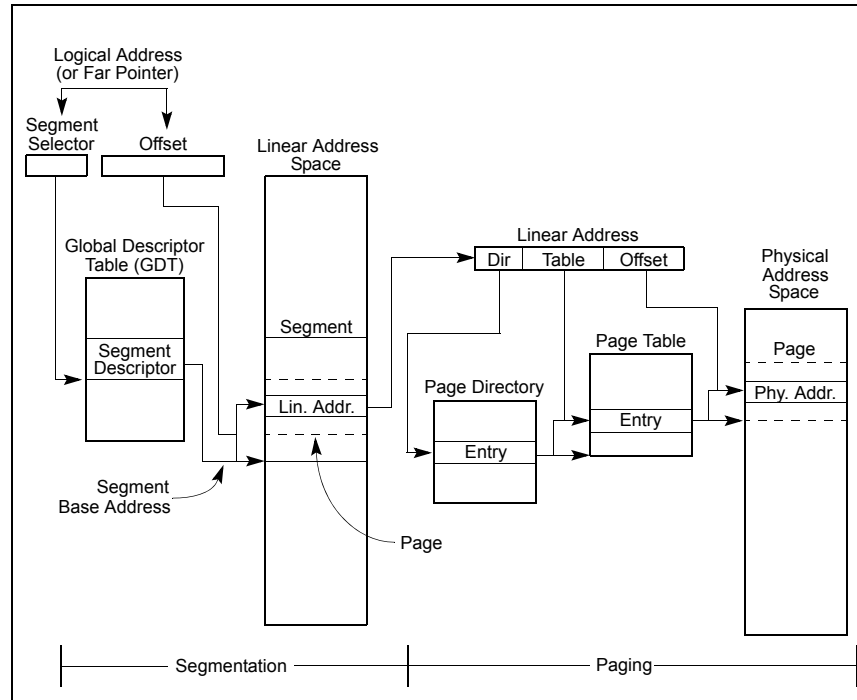 Logical Address
(or Far Pointer)
Segment
Selector
Offset
Linear Address
Space
Global Descriptor
Table (GDT)
Segment
Descriptor
Segment
Lin. Addr.
Segment
Base Address
Page
Linear Address
Dir
Table
Offset
Page Directory
Entry
Page Table
Entry
Physical
Address
Space
Page
Phy. Addr.
Segmentation
Paging